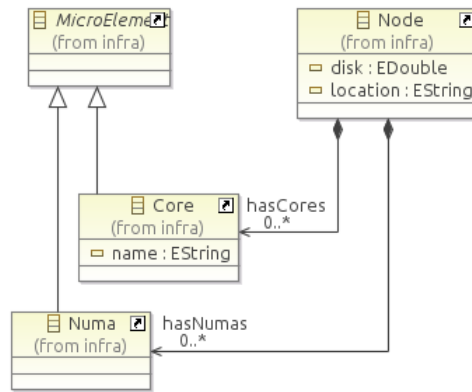 MicroElement
(from infra)
Node
(from infra)
disk : EDouble
location : EString
Core
(from infra)
name : EString
hasCores
0..*
Numa
(from infra)
hasNumas
0..*